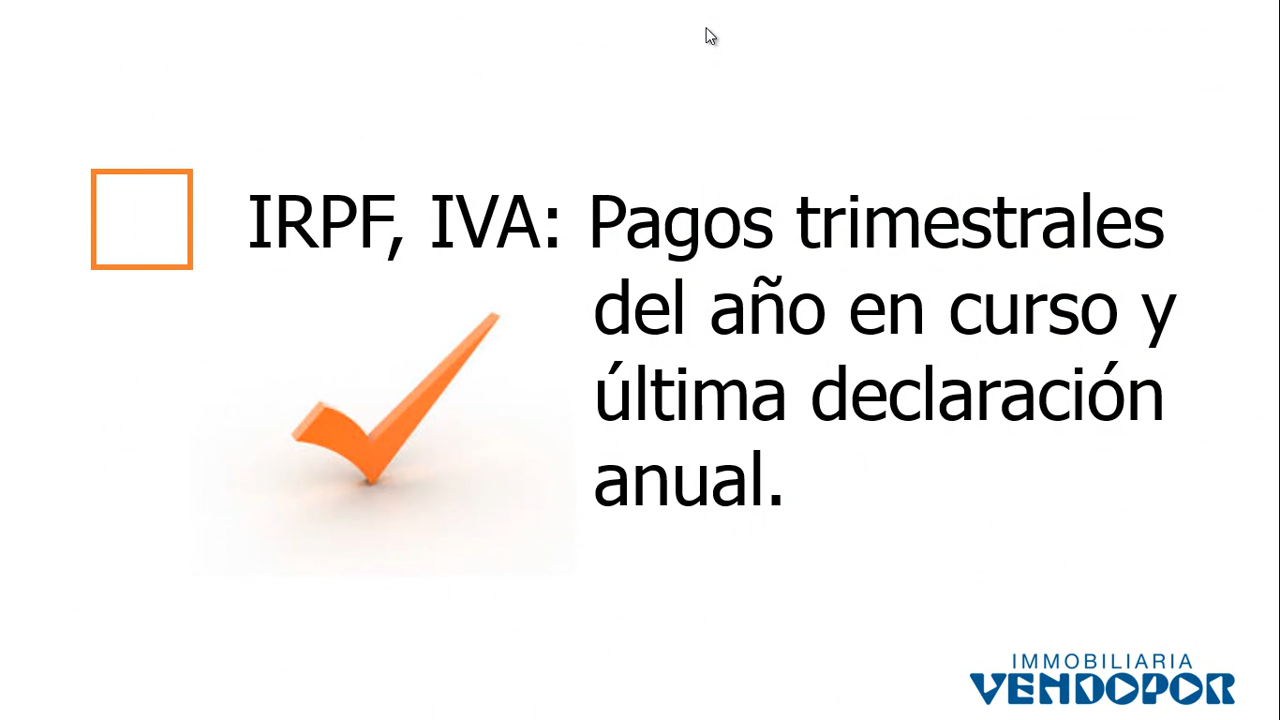 IRPF, IVA: Pagos trimestrales
del año en curso y
última declaración
anual.
IMMOBILIARIA
VENDOPOR